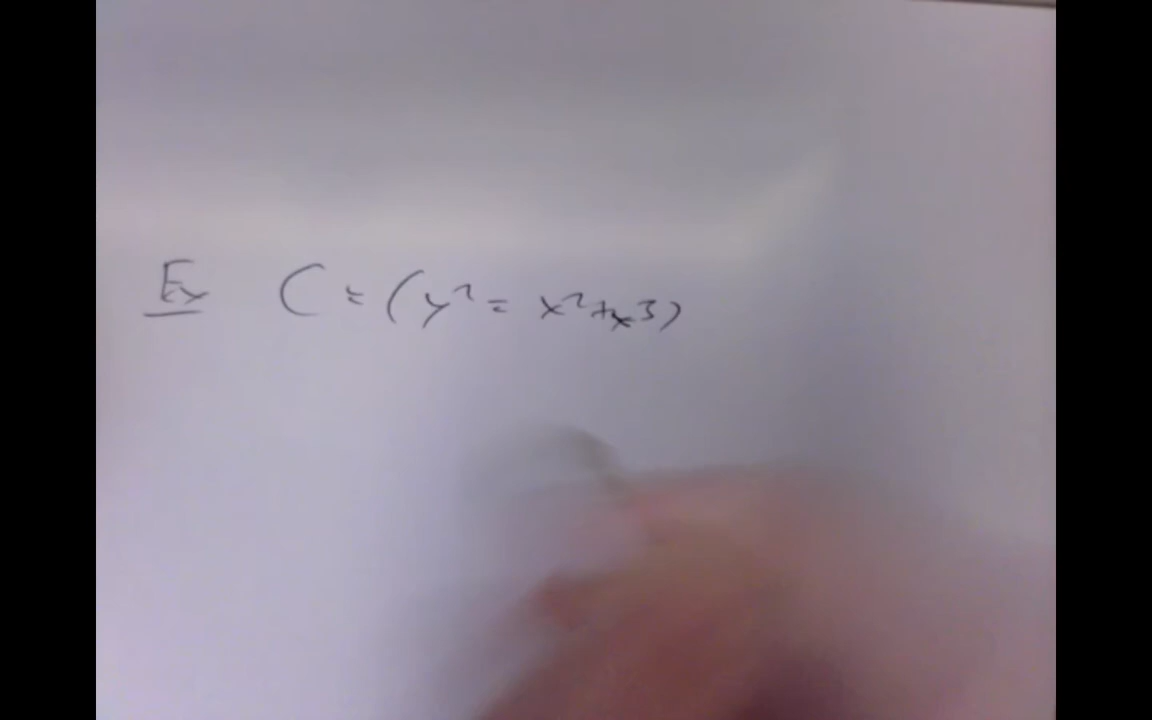 Ex C = (y² = x²+x3)